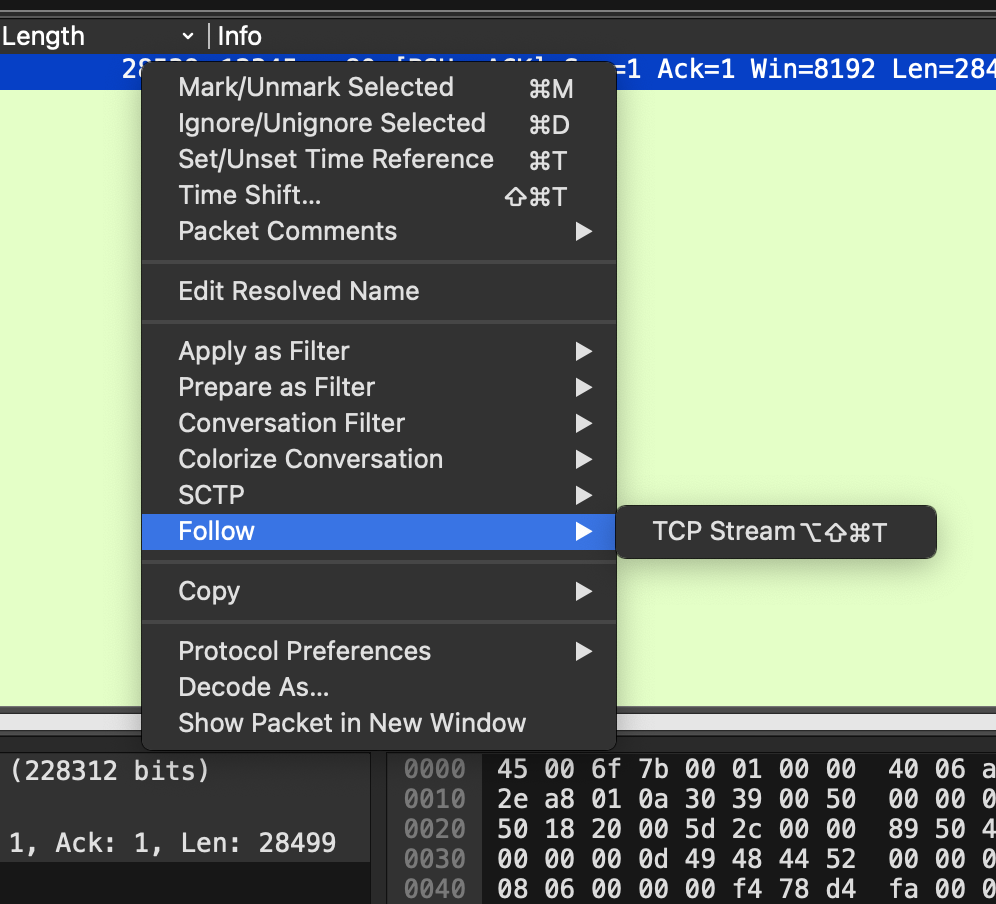 Length Info
=1 Ack=1 Win=8192 Len=284
Mark/Unmark Selected ⌘M
Ignore/Unignore Selected ⌘D
Set/Unset Time Reference ⌘T
Time Shift... ⇧⌘T
Packet Comments ▶
Edit Resolved Name
Apply as Filter ▶
Prepare as Filter ▶
Conversation Filter ▶
Colorize Conversation ▶
SCTP ▶
Follow ▶
TCP Stream ⌥⇧⌘T
Copy ▶
Protocol Preferences ▶
Decode As...
Show Packet in New Window
(228312 bits)
1, Ack: 1, Len: 28499
0000 45 00 6f 7b 00 01 00 00 40 06 a
0010 2e a8 01 0a 30 39 00 50 00 00 0
0020 50 18 20 00 5d 2c 00 00 89 50 4
0030 00 00 00 0d 49 48 44 52 00 00 0
0040 08 06 00 00 00 f4 78 d4 fa 00 0